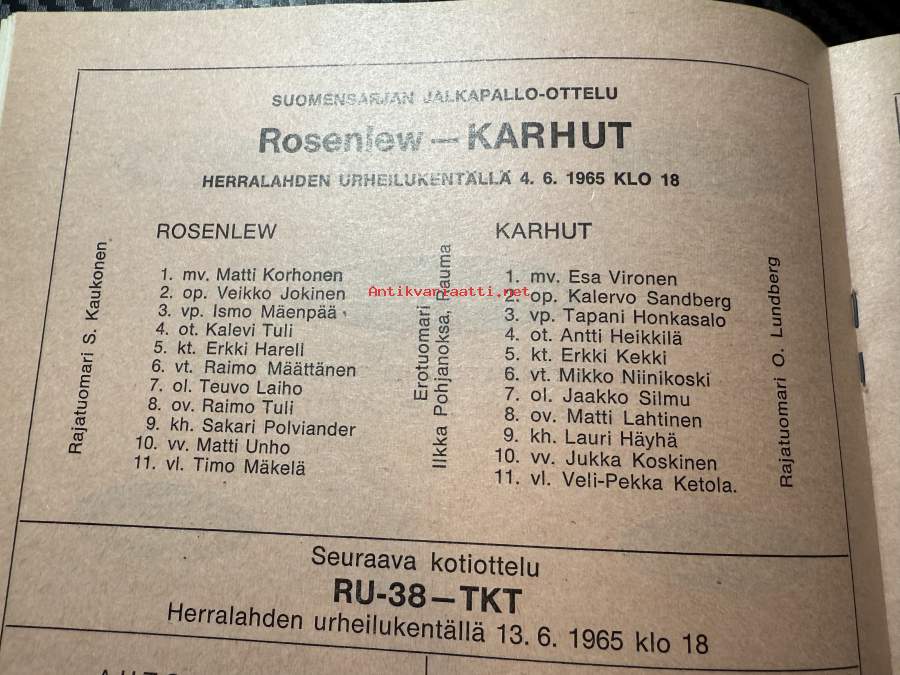 SUOMENSARJAN JALKAPALLO-OTTELU
Rosenlew — KARHUT
HERRALAHDEN URHEILUKENTÄLLÄ 4. 6. 1965 KLO 18
Rajatuomari S. Kaukonen
ROSENLEW
1. mv. Matti Korhonen
2. op. Veikko Jokinen
3. vp. Ismo Mäenpää
4. ot. Kalevi Tuli
5. kt. Erkki Harell
6. vt. Raimo Määttänen
7. ol. Teuvo Laiho
8. ov. Raimo Tuli
9. kh. Sakari Polviander
10. vv. Matti Unho
11. vl. Timo Mäkelä
Erotuomari
Ilkka Pohjanoksa, Rauma
KARHUT
1. mv. Esa Vironen
2. op. Kalervo Sandberg
3. vp. Tapani Honkasalo
4. ot. Antti Heikkilä
5. kt. Erkki Kekki
6. vt. Mikko Niinikoski
7. ol. Jaakko Silmu
8. ov. Matti Lahtinen
9. kh. Lauri Häyhä
10. vv. Jukka Koskinen
11. vl. Veli-Pekka Ketola.
Rajatuomari O. Lundberg
Antikvariaatti.net
Seuraava kotiottelu
RU-38—TKT
Herralahden urheilukentällä 13. 6. 1965 klo 18